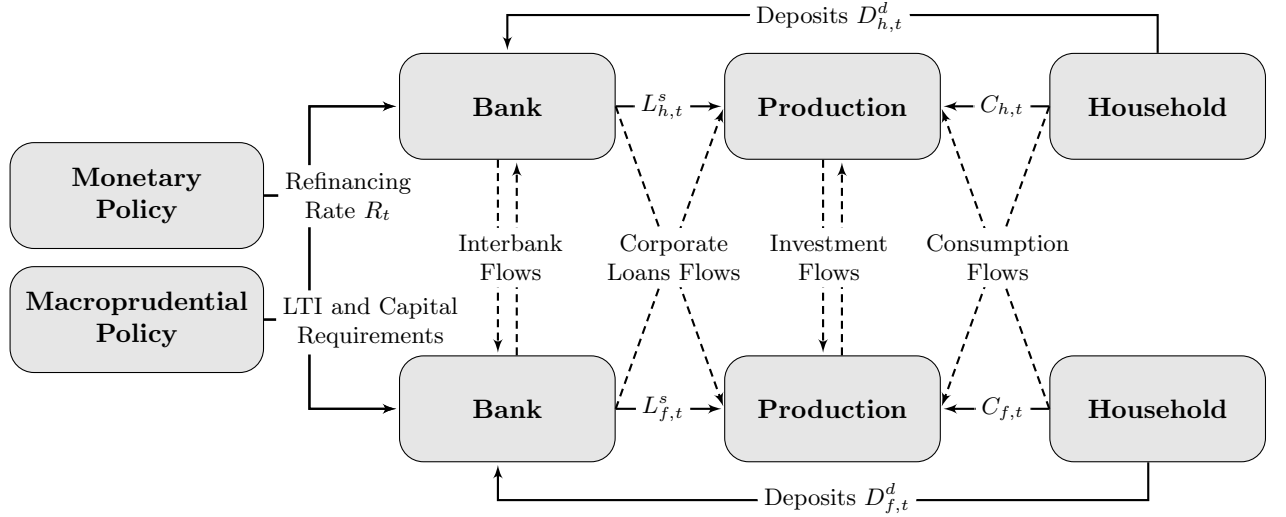 Deposits $D^d_{h,t}$
Bank
$L^s_{h,t}$
Production
$C_{h,t}$
Household
Monetary
Policy
Refinancing
Rate $R_t$
Interbank
Flows
Corporate
Loans Flows
Investment
Flows
Consumption
Flows
Macroprudential
Policy
LTI and Capital
Requirements
Bank
$L^s_{f,t}$
Production
$C_{f,t}$
Household
Deposits $D^d_{f,t}$